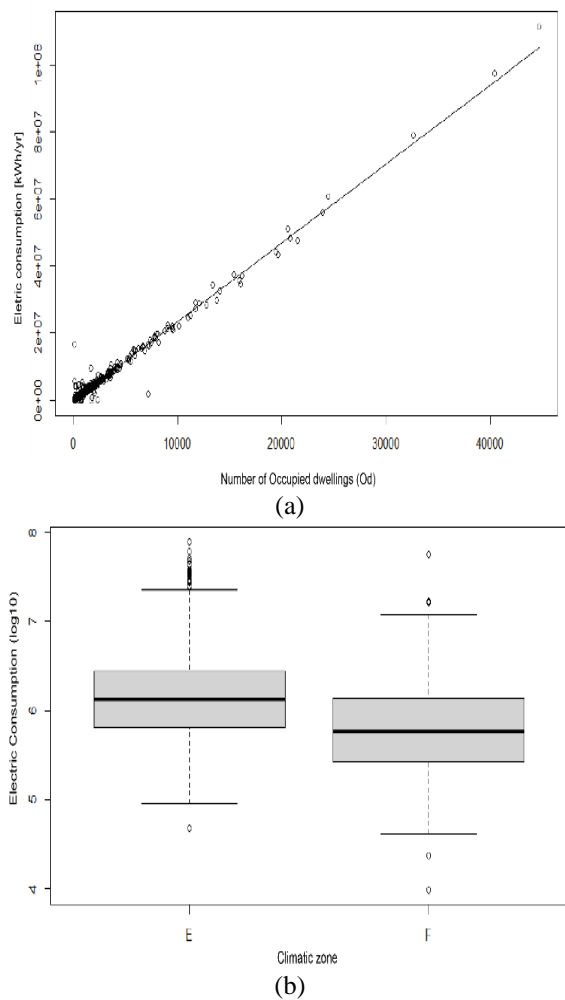 Eletric consumption [kWh/yr]
1e+08
8e+07
6e+07
4e+07
2e+07
0e+00
0 10000 20000 30000 40000
Number of Occupied dwellings (Od)
(a)
Electric Consumption (log10)
8
7
6
5
4
E F
Climatic zone
(b)